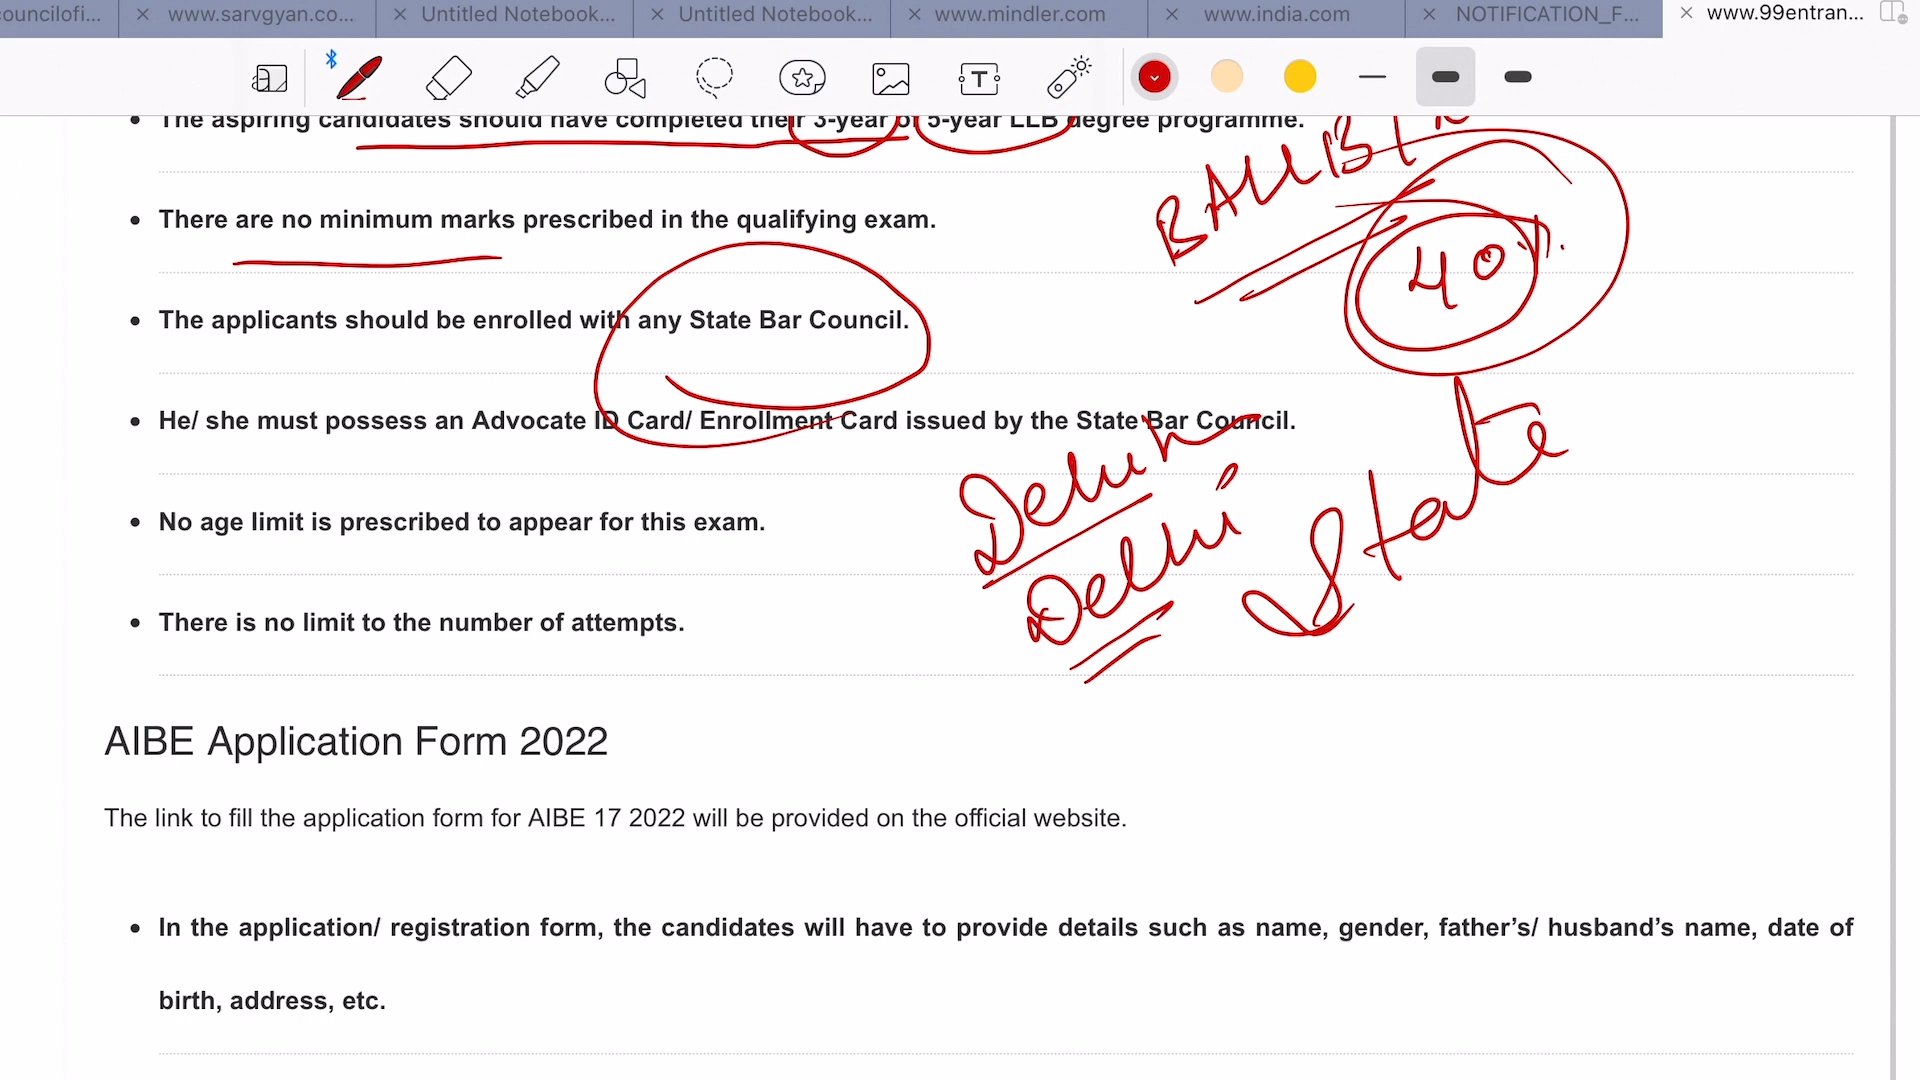 councilofi...
www.sarvgyan.co...
Untitled Notebook...
Untitled Notebook...
www.mindler.com
www.india.com
NOTIFICATION_F...
www.99entran...
The aspiring candidates should have completed their 3-year or 5-year LLB degree programme.
There are no minimum marks prescribed in the qualifying exam.
40%.
The applicants should be enrolled with any State Bar Council.
He/ she must possess an Advocate ID Card/ Enrollment Card issued by the State Bar Council.
State
No age limit is prescribed to appear for this exam.
Delhi
There is no limit to the number of attempts.
AIBE Application Form 2022
The link to fill the application form for AIBE 17 2022 will be provided on the official website.
In the application/ registration form, the candidates will have to provide details such as name, gender, father’s/ husband’s name, date of
birth, address, etc.